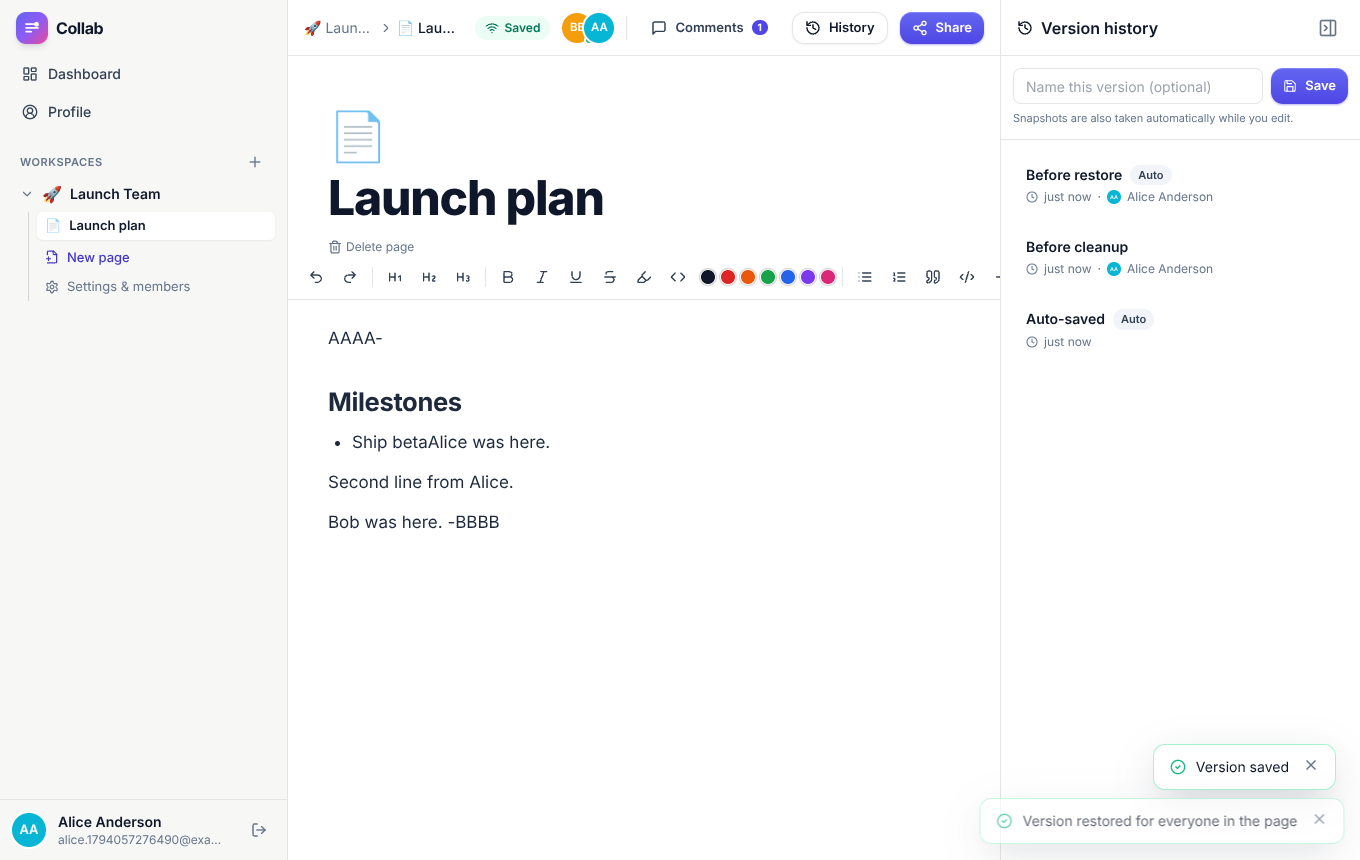 Collab
Dashboard
Profile
WORKSPACES
🚀 Launch Team
📄 Launch plan
New page
Settings & members
AA
Alice Anderson
alice.1794057276490@exa...
🚀 Laun... > 📄 Lau...
Saved
AA
Comments 1
History
Share
Launch plan
Delete page
H1 H2 H3 B I U S
AAAA-
Milestones
• Ship betaAlice was here.
Second line from Alice.
Bob was here. -BBBB
Version history
Name this version (optional)
Save
Snapshots are also taken automatically while you edit.
Before restore Auto
just now · AA Alice Anderson
Before cleanup
just now · AA Alice Anderson
Auto-saved Auto
just now
Version saved
Version restored for everyone in the page